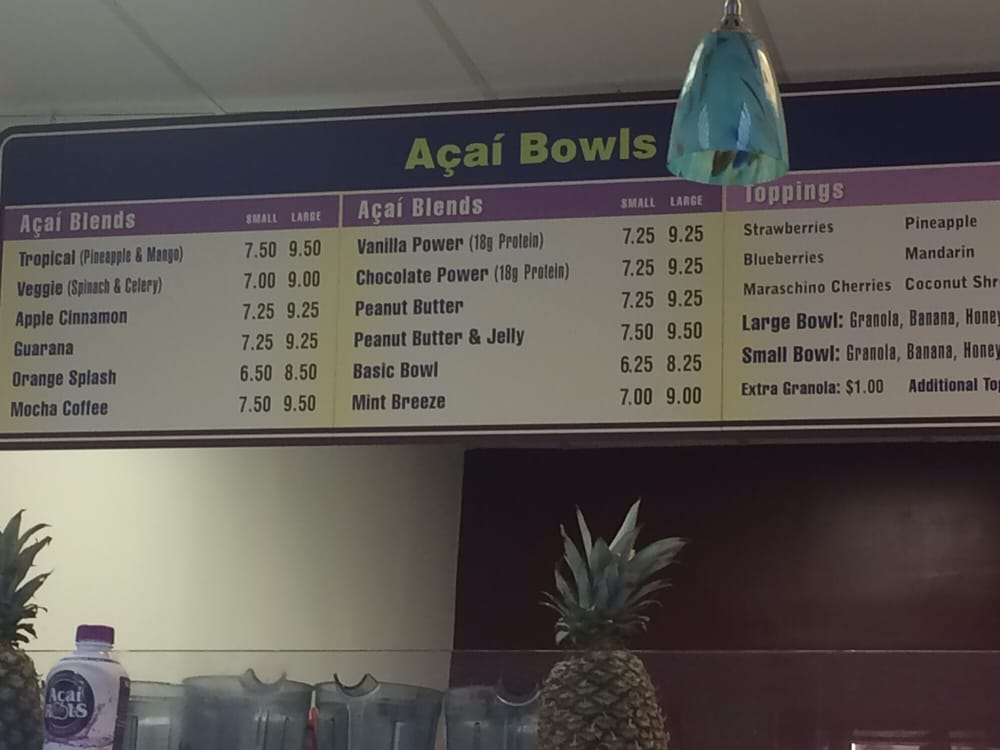 Açaí Bowls
Açaí Blends SMALL LARGE
Tropical (Pineapple & Mango) 7.50 9.50
Veggie (Spinach & Celery) 7.00 9.00
Apple Cinnamon 7.25 9.25
Guarana 7.25 9.25
Orange Splash 6.50 8.50
Mocha Coffee 7.50 9.50
Açaí Blends SMALL LARGE
Vanilla Power (18g Protein) 7.25 9.25
Chocolate Power (18g Protein) 7.25 9.25
Peanut Butter 7.25 9.25
Peanut Butter & Jelly 7.50 9.50
Basic Bowl 6.25 8.25
Mint Breeze 7.00 9.00
Toppings
Strawberries Pineapple
Blueberries Mandarin
Maraschino Cherries Coconut Shr
Large Bowl: Granola, Banana, Honey
Small Bowl: Granola, Banana, Honey
Extra Granola: $1.00 Additional To
Açaí